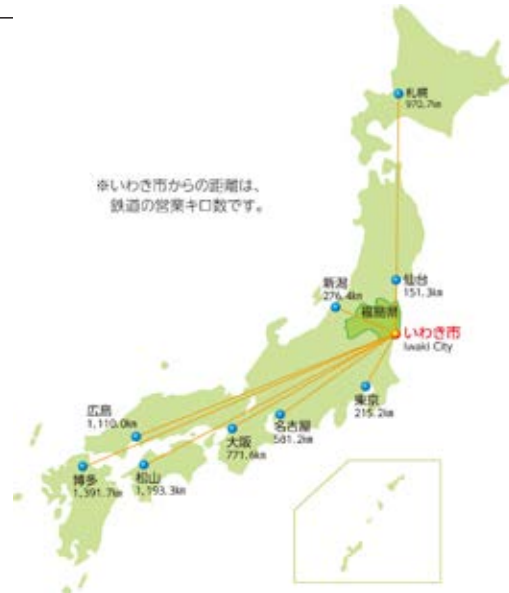 札幌
970.7㎞
※いわき市からの距離は、
鉄道の営業キロ数です。
仙台
151.3㎞
新潟
276.4㎞
福島県
いわき市
Iwaki City
東京
215.2㎞
広島
1,110.0㎞
名古屋
581.2㎞
大阪
771.6㎞
博多
1,391.7㎞
松山
1,193.3㎞